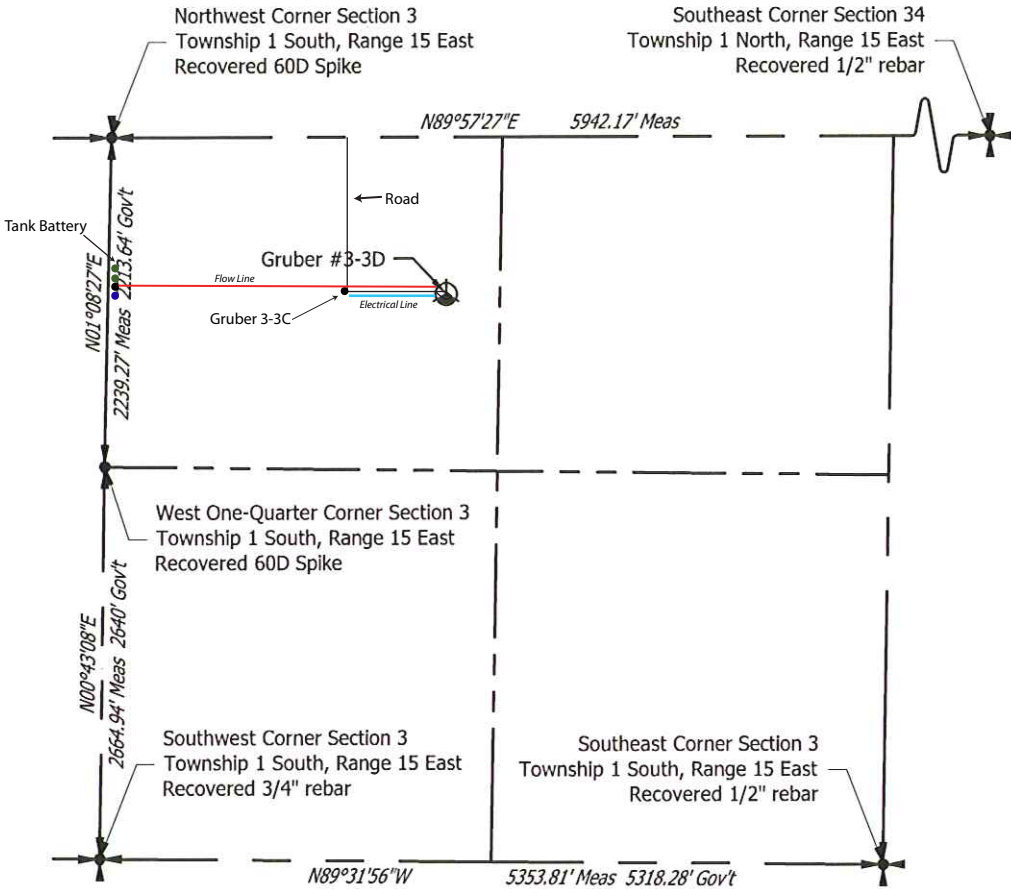 Northwest Corner Section 3
Township 1 South, Range 15 East
Recovered 60D Spike
Southeast Corner Section 34
Township 1 North, Range 15 East
Recovered 1/2" rebar
N89°57'27"E 5942.17' Meas
Road
Tank Battery
N01°08'27"E
2239.27' Meas 2213.64' Gov't
Gruber #3-3D
Flow Line
Electrical Line
Gruber 3-3C
West One-Quarter Corner Section 3
Township 1 South, Range 15 East
Recovered 60D Spike
N00°43'08"E
2664.94' Meas 2640' Gov't
Southwest Corner Section 3
Township 1 South, Range 15 East
Recovered 3/4" rebar
Southeast Corner Section 3
Township 1 South, Range 15 East
Recovered 1/2" rebar
N89°31'56"W 5353.81' Meas 5318.28' Gov't